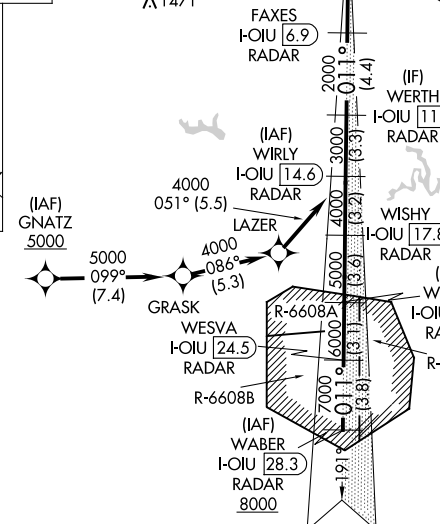 1471
FAXES
I-OIU 6.9
RADAR
2000
011°
(4.4)
(IF)
WERTH
I-OIU 11
RADAR
3000
(3.3)
(IAF)
WIRLY
I-OIU 14.6
RADAR
4000
051° (5.5)
4000
(3.2)
(IAF)
GNATZ
5000
LAZER
WISHY
I-OIU 17.8
RADAR
5000
099°
(7.4)
4000
086°
(5.3)
5000
(3.6)
GRASK
R-6608A
WESVA
I-OIU 24.5
RADAR
6000
(3.1)
W
I-OIU
RA
R-
R-6608B
7000
011°
(3.8)
(IAF)
WABER
I-OIU 28.3
RADAR
8000
191°